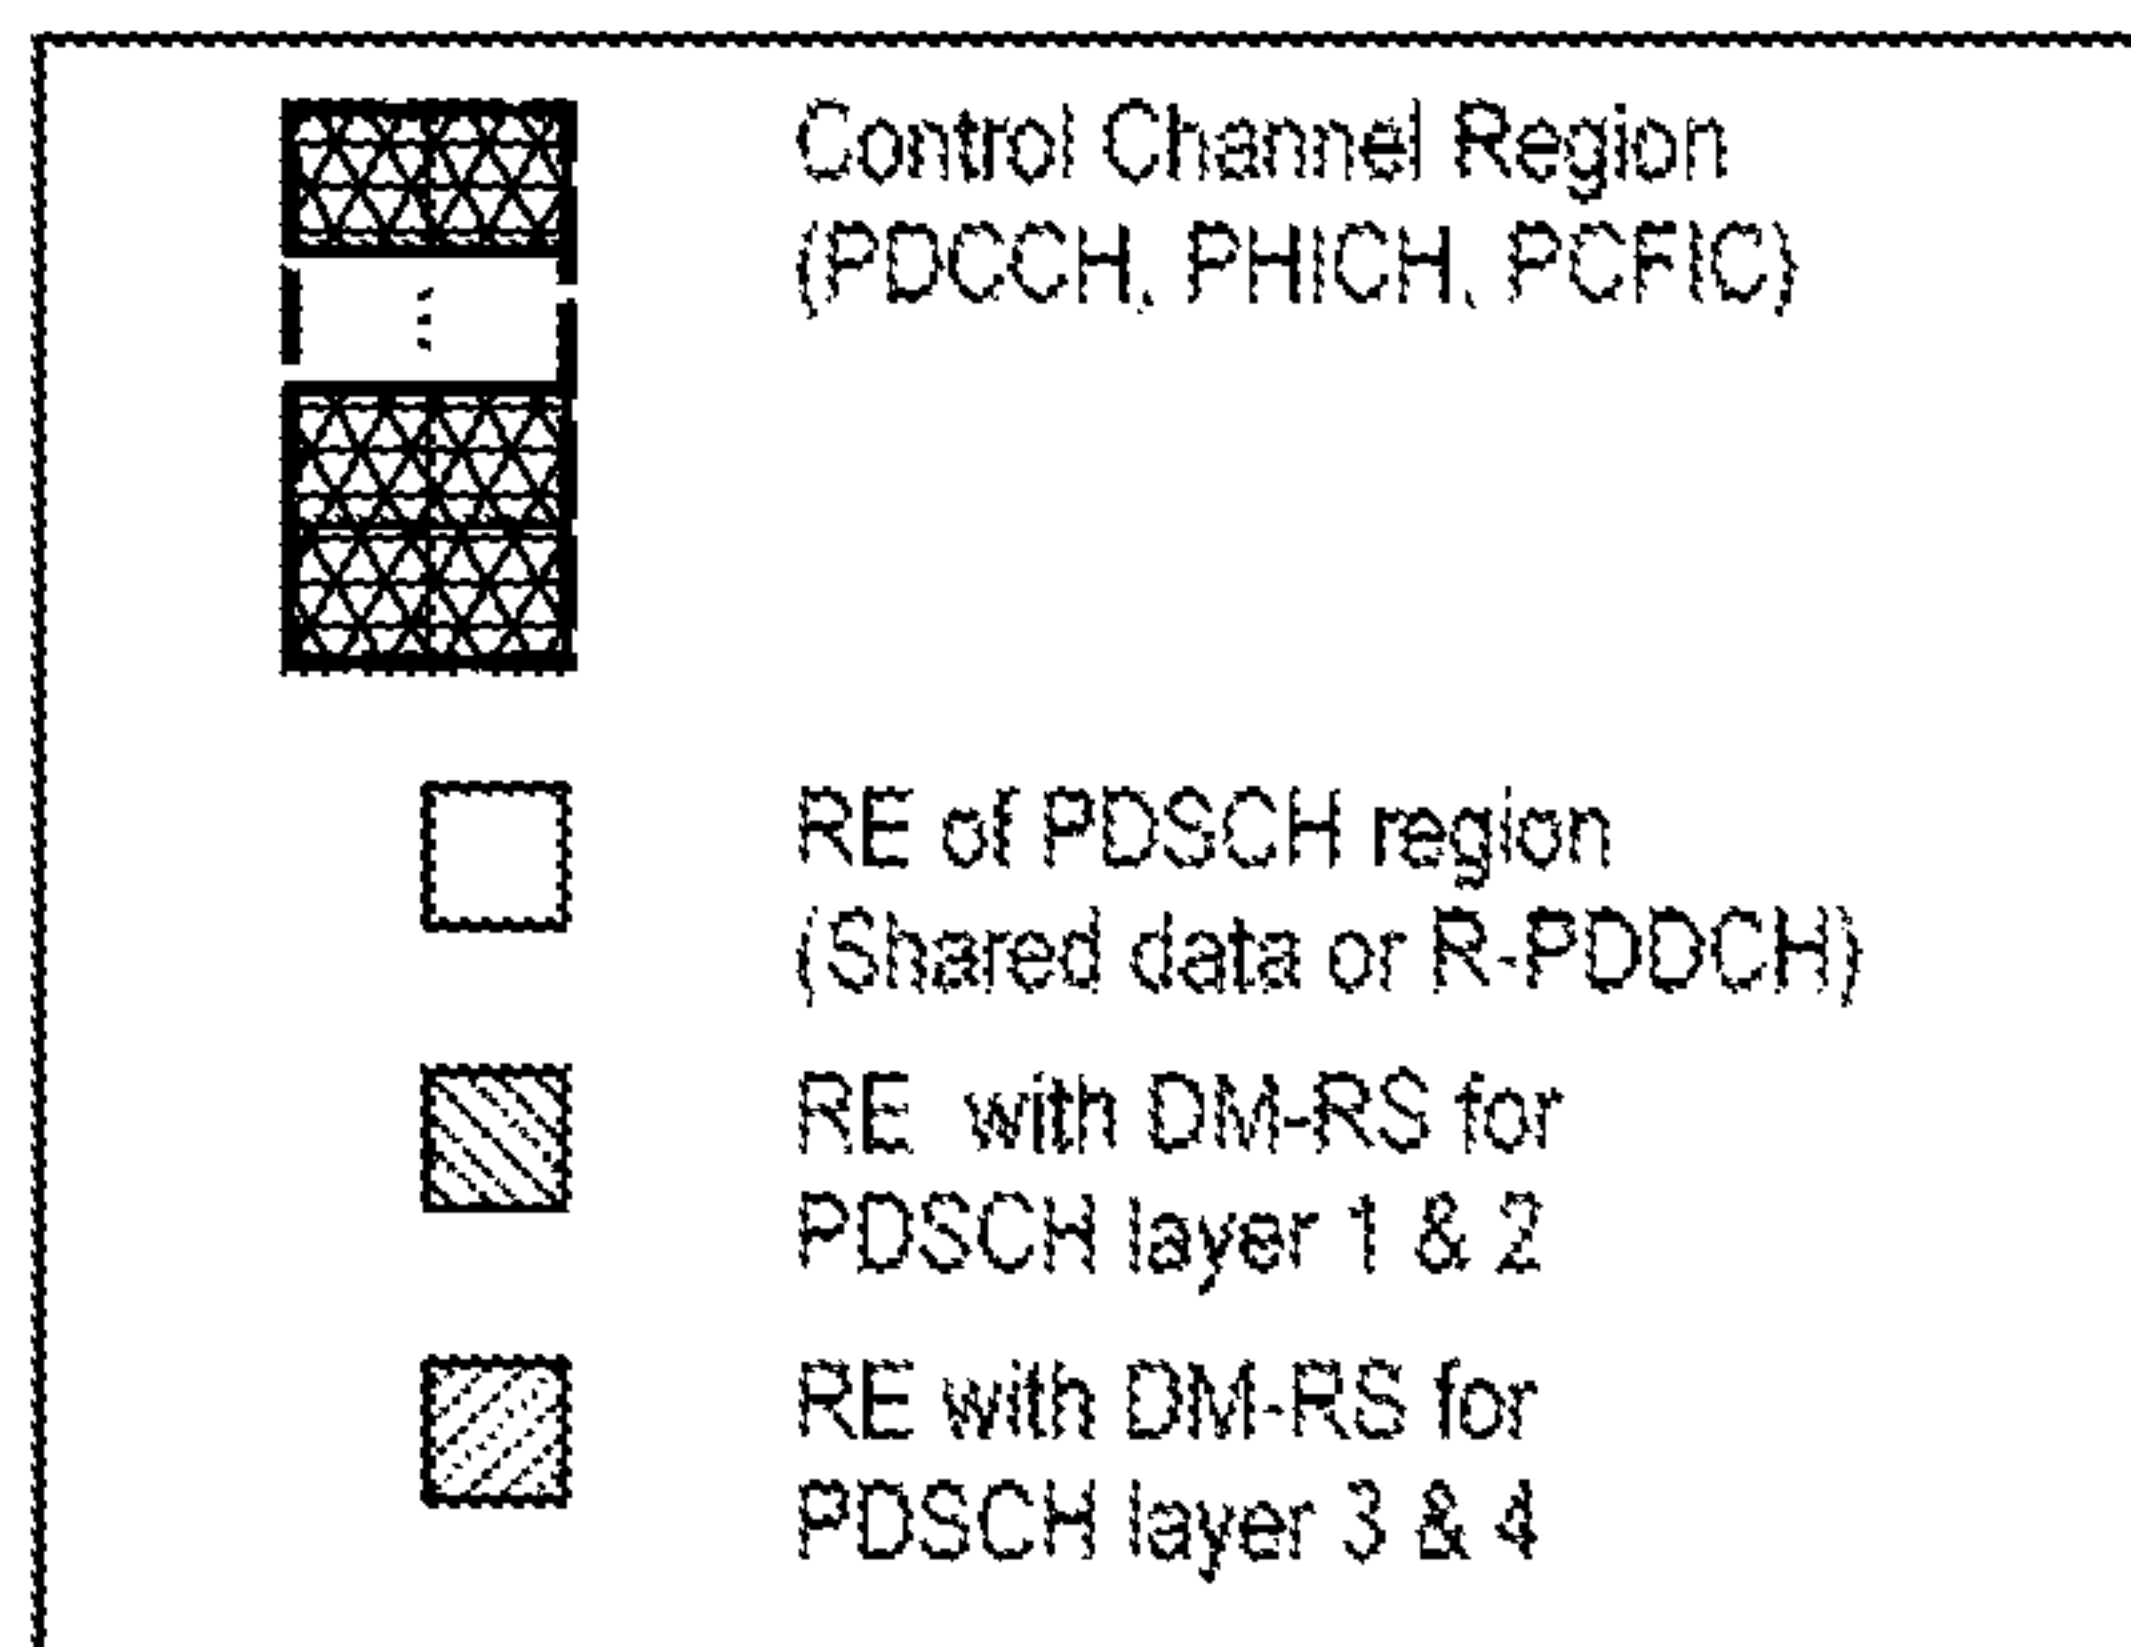 Control Channel Region
(PDCCH, PHICH, PCFIC)
RE of PDSCH region
(Shared data or R-PDDCH)
RE with DM-RS for
PDSCH layer 1 & 2
RE with DM-RS for
PDSCH layer 3 & 4